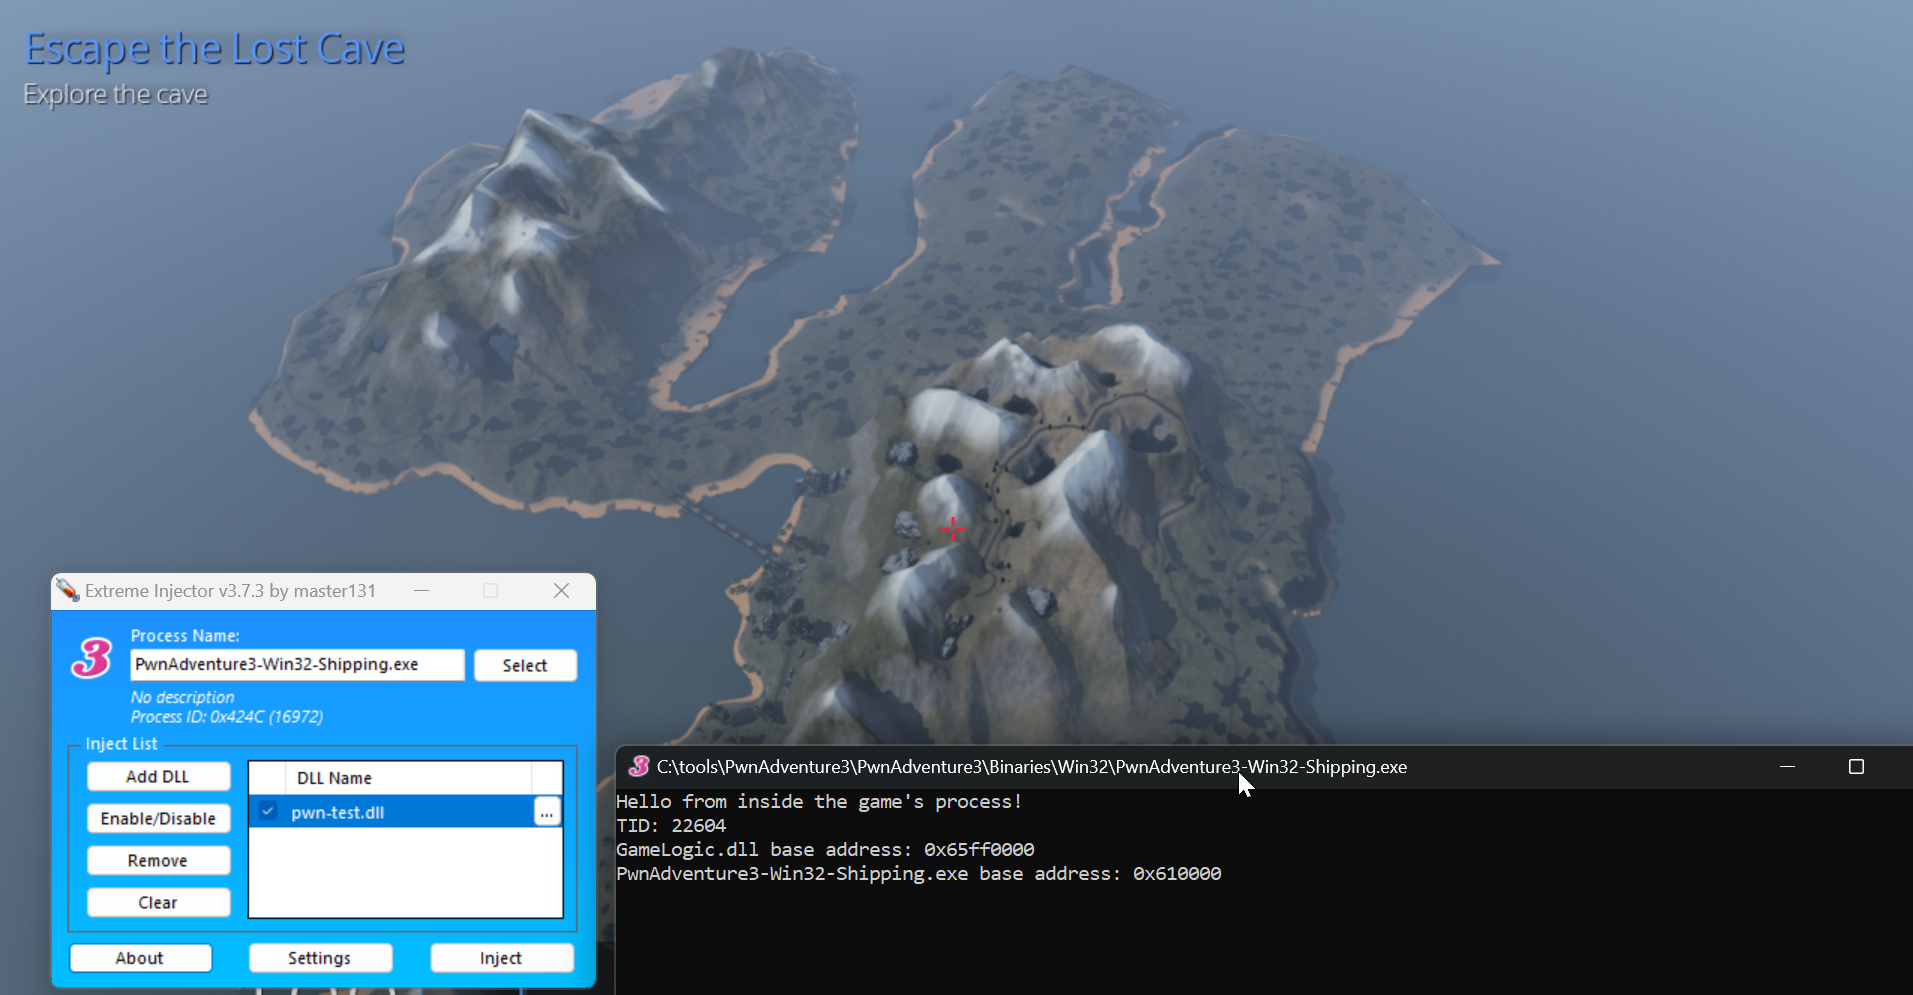 Escape the Lost Cave
Explore the cave
Extreme Injector v3.7.3 by master131
3
Process Name:
PwnAdventure3-Win32-Shipping.exe
Select
No description
Process ID: 0x424C (16972)
Inject List
Add DLL
Enable/Disable
Remove
Clear
DLL Name
pwn-test.dll
...
About
Settings
Inject
3 C:\tools\PwnAdventure3\PwnAdventure3\Binaries\Win32\PwnAdventure3-Win32-Shipping.exe
Hello from inside the game's process!
TID: 22604
GameLogic.dll base address: 0x65ff0000
PwnAdventure3-Win32-Shipping.exe base address: 0x610000